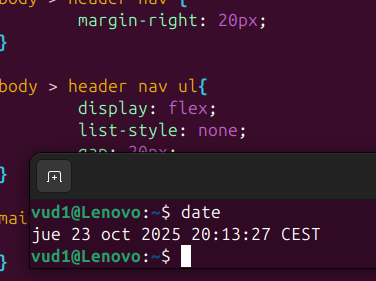 body > header nav {
margin-right: 20px;
}
body > header nav ul{
display: flex;
list-style: none;
gap: 20px;
}
mai
}
vud1@Lenovo:~$ date
jue 23 oct 2025 20:13:27 CEST
vud1@Lenovo:~$